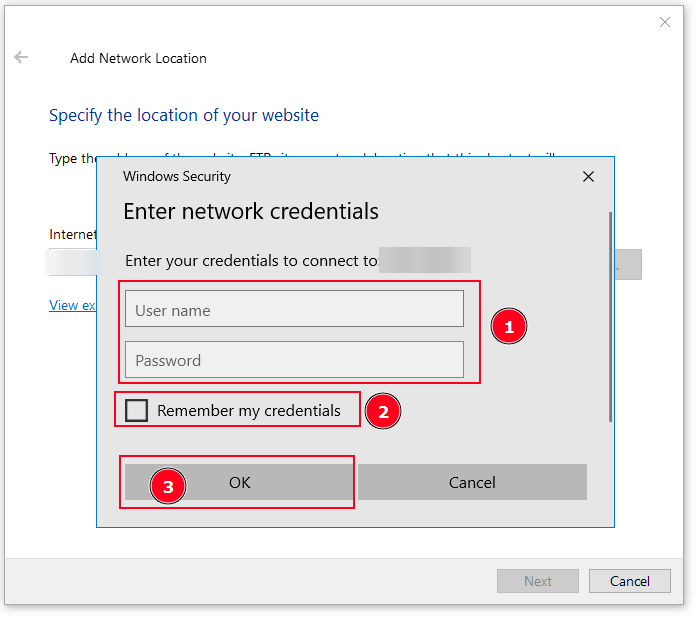 Add Network Location
Specify the location of your website
Type the
Windows Security
Enter network credentials
Internet
Enter your credentials to connect to:
User name
1
Password
View ex
Remember my credentials
2
3
OK
Cancel
Next
Cancel